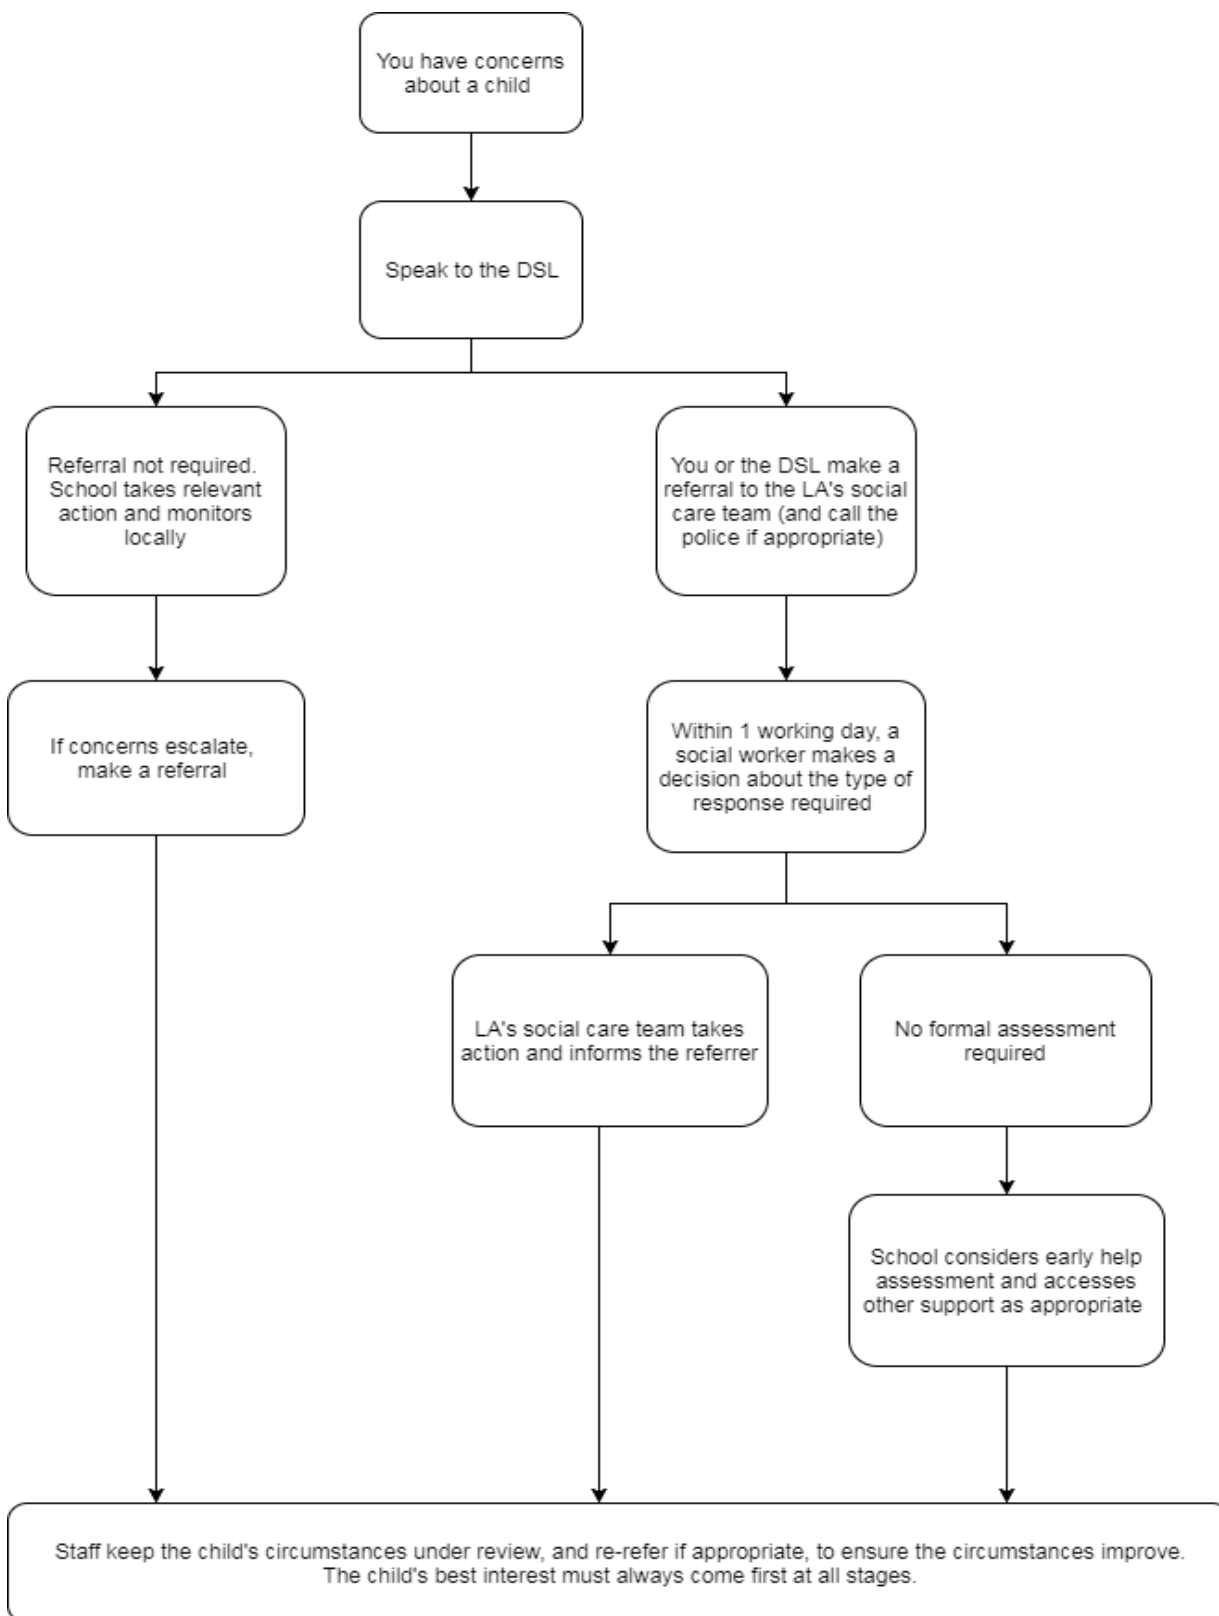 You have concerns
about a child
Speak to the DSL
Referral not required.
School takes relevant
action and monitors
locally
You or the DSL make a
referral to the LA's social
care team (and call the
police if appropriate)
If concerns escalate,
make a referral
Within 1 working day, a
social worker makes a
decision about the type of
response required
LA's social care team takes
action and informs the referrer
No formal assessment
required
School considers early help
assessment and accesses
other support as appropriate
Staff keep the child's circumstances under review, and re-refer if appropriate, to ensure the circumstances improve.
The child's best interest must always come first at all stages.